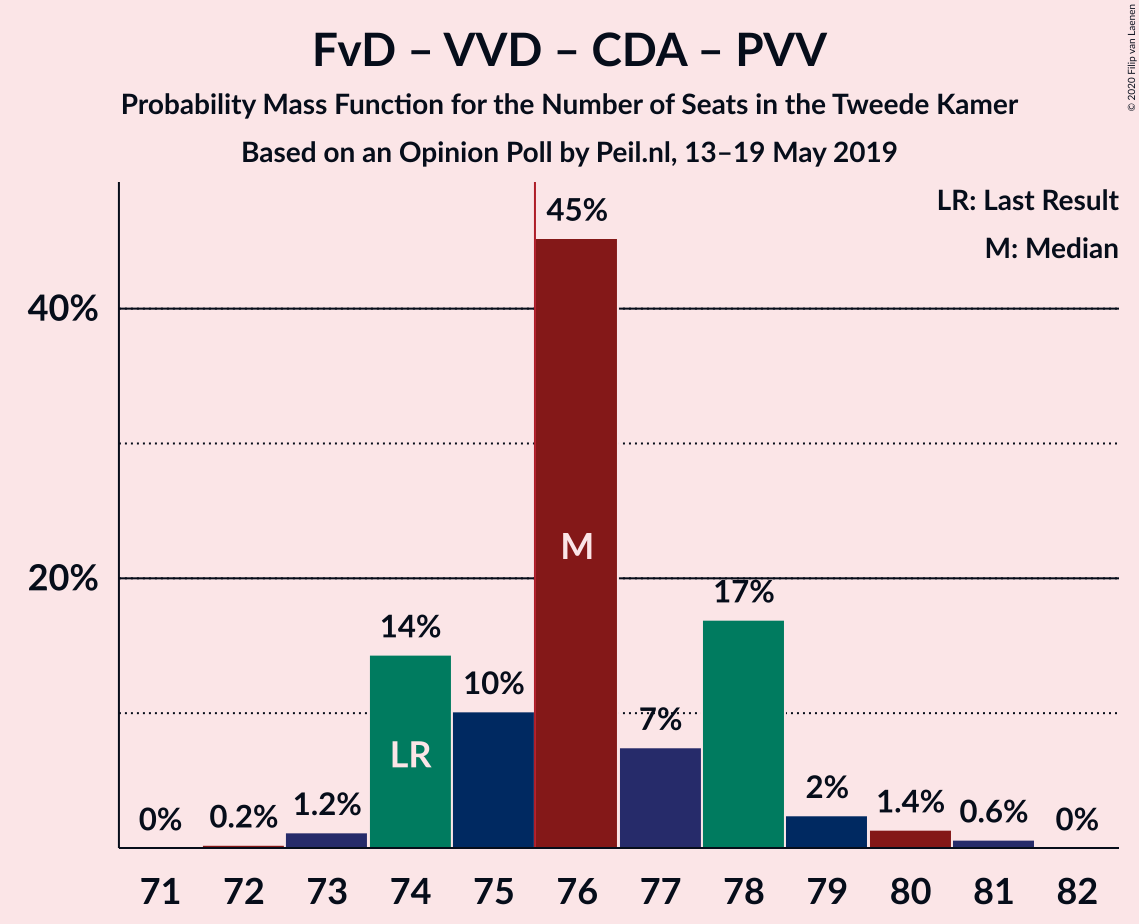 FvD – VVD – CDA – PVV
Probability Mass Function for the Number of Seats in the Tweede Kamer
Based on an Opinion Poll by Peil.nl, 13–19 May 2019
© 2020 Filip van Laenen
LR: Last Result
M: Median
40%
20%
0%
0.2%
1.2%
14%
10%
45%
7%
17%
2%
1.4%
0.6%
0%
LR
M
71 72 73 74 75 76 77 78 79 80 81 82